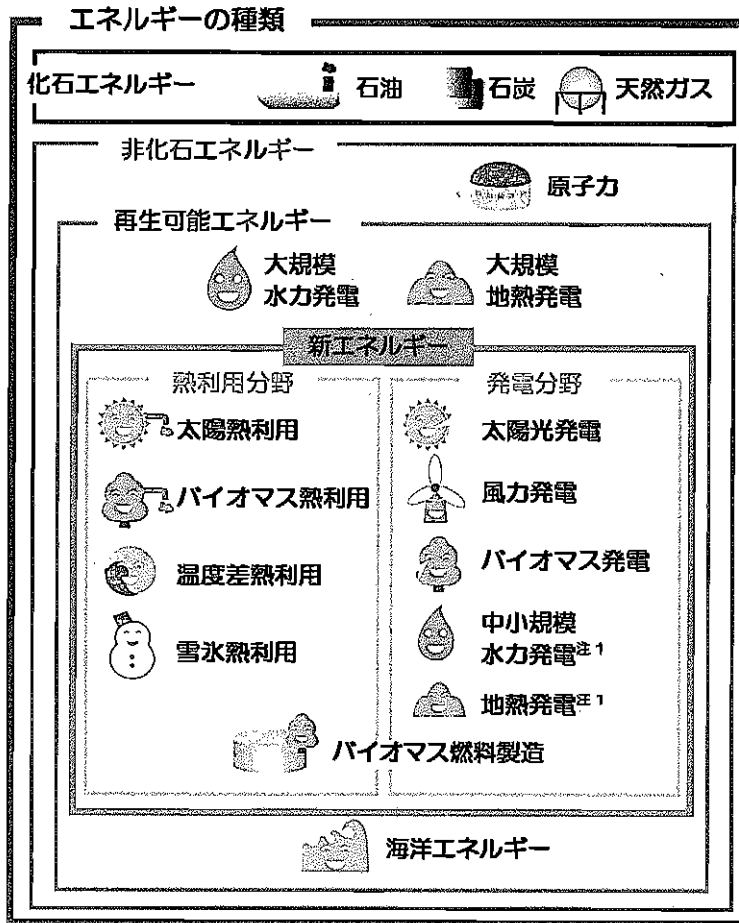 エネルギーの種類
化石エネルギー 石油 石炭 天然ガス
非化石エネルギー
原子力
再生可能エネルギー
大規模
水力発電
大規模
地熱発電
新エネルギー
熱利用分野
太陽熱利用
バイオマス熱利用
温度差熱利用
雪氷熱利用
発電分野
太陽光発電
風力発電
バイオマス発電
中小規模
水力発電注1
地熱発電注1
バイオマス燃料製造
海洋エネルギー